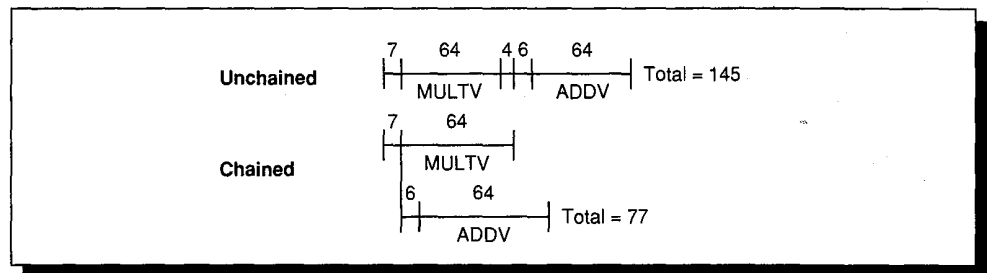 7 64 4 6 64
Unchained Total = 145
MULTV ADDV
7 64
Chained MULTV
6 64
Total = 77
ADDV